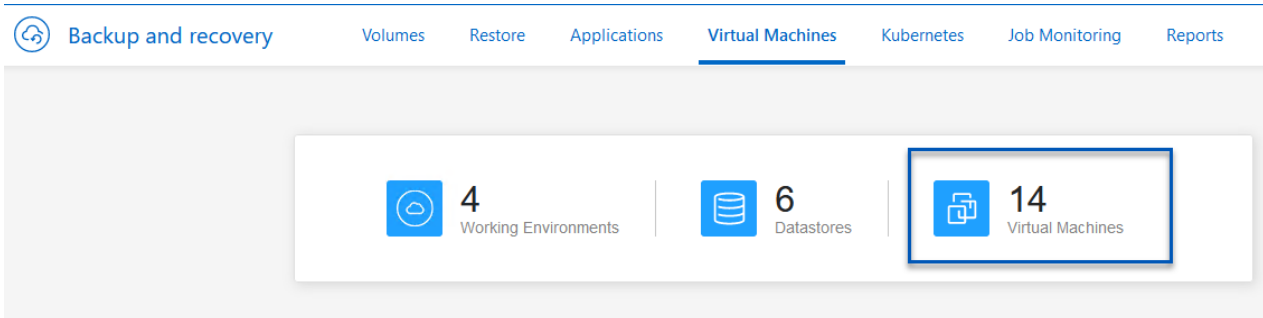 Backup and recovery Volumes Restore Applications Virtual Machines Kubernetes Job Monitoring Reports
4 6 14
Working Environments Datastores Virtual Machines